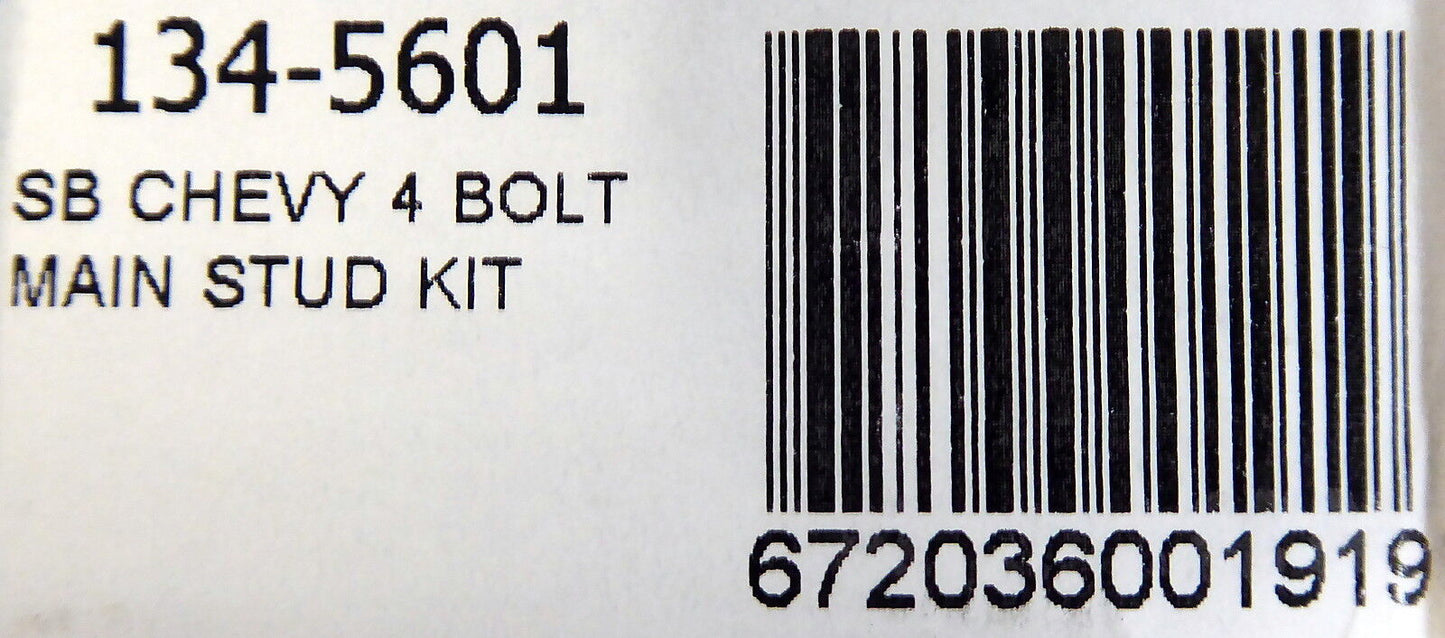 134-5601
SB CHEVY 4 BOLT
MAIN STUD KIT
672036001919